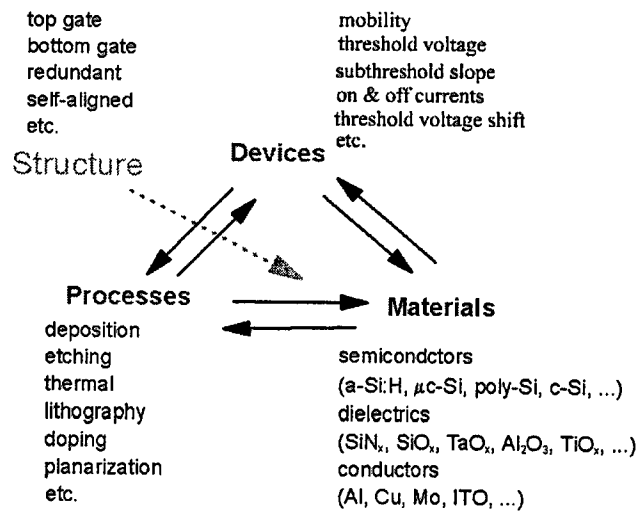 top gate
bottom gate
redundant
self-aligned
etc.
Structure
mobility
threshold voltage
subthreshold slope
on & off currents
threshold voltage shift
etc.
Devices
Processes
deposition
etching
thermal
lithography
doping
planarization
etc.
Materials
semicondctors
(a-Si:H, μc-Si, poly-Si, c-Si, ...)
dielectrics
(SiNₓ, SiOₓ, TaOₓ, Al₂O₃, TiOₓ, ...)
conductors
(Al, Cu, Mo, ITO, ...)